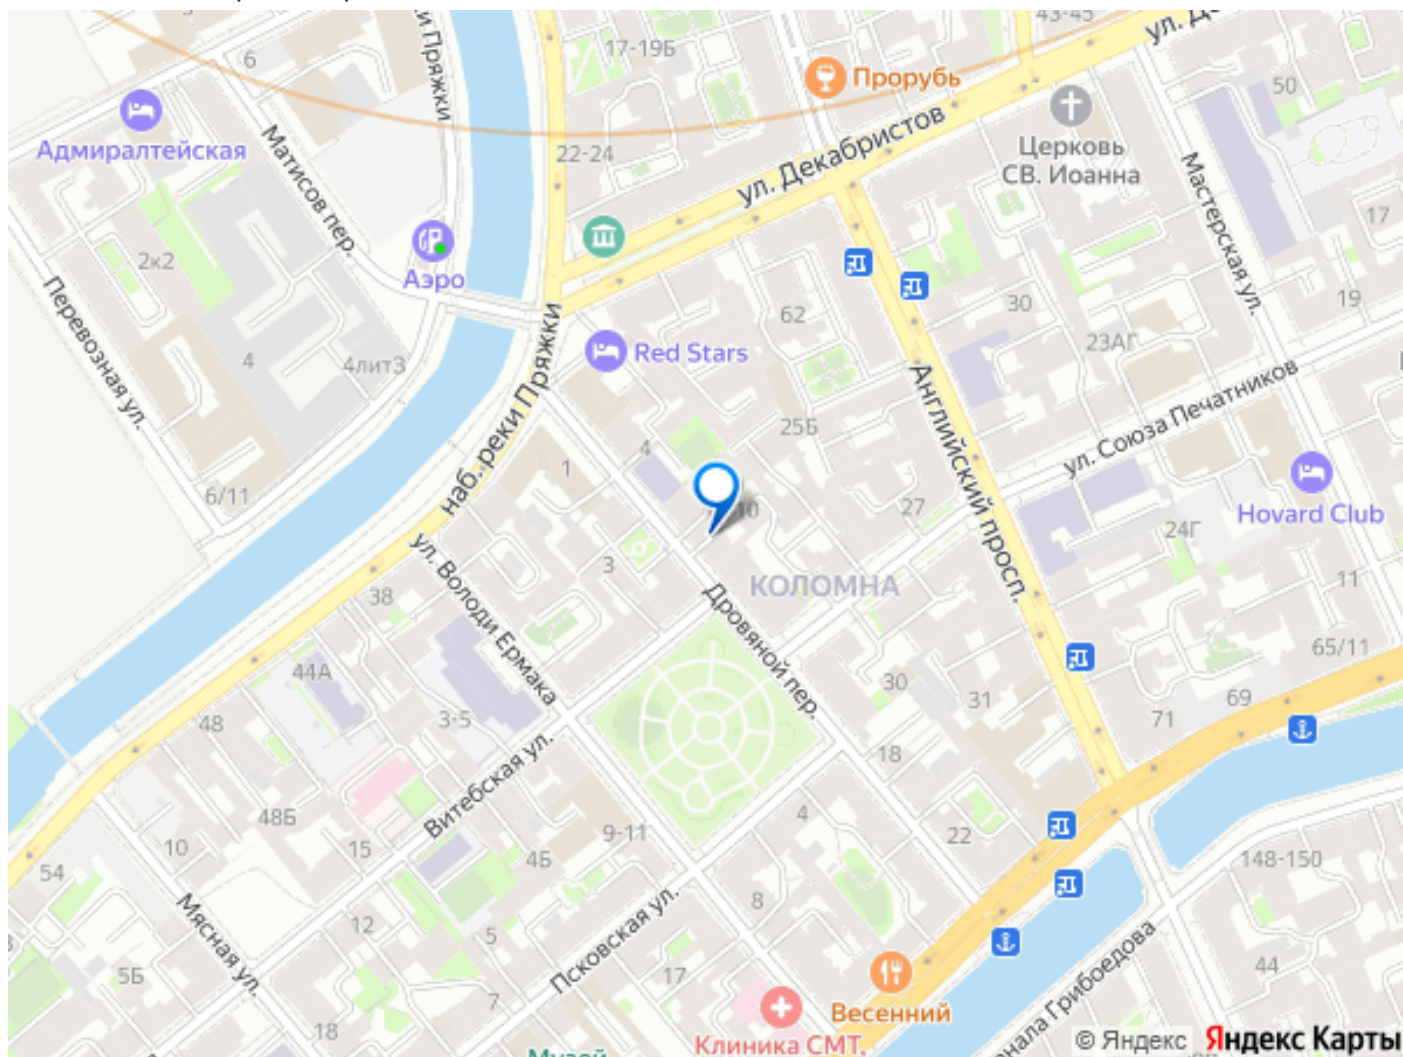 43-45
ул. Д
17-19Б
и Пряжки
6
Прорубь
50
Адмиралтейская
22-24
ул. Декабристов
Церковь
СВ. Иоанна
Матисов пер.
Мастерская ул.
17
2к2
Аэро
Перевозная ул.
62
30
19
23АГ
4
4лит3
Red Stars
наб. реки Пряжки
Английский просп.
ул. Союза Печатников
25Б
4
1
6/11
10
27
Hovard Club
24Г
ул. Володи Ермака
3
КОЛОМНА
Дровяной пер.
11
38
65/11
44А
30
31
69
48
3-5
71
Витебская ул.
18
48Б
9-11
4
22
10
15
4Б
148-150
54
Мясная ул.
12
8
5
Псковская ул.
5Б
17
44
7
Весенний
18
Клиника СМТ,
Музей
нала Грибоедова
© Яндекс Яндекс Карты